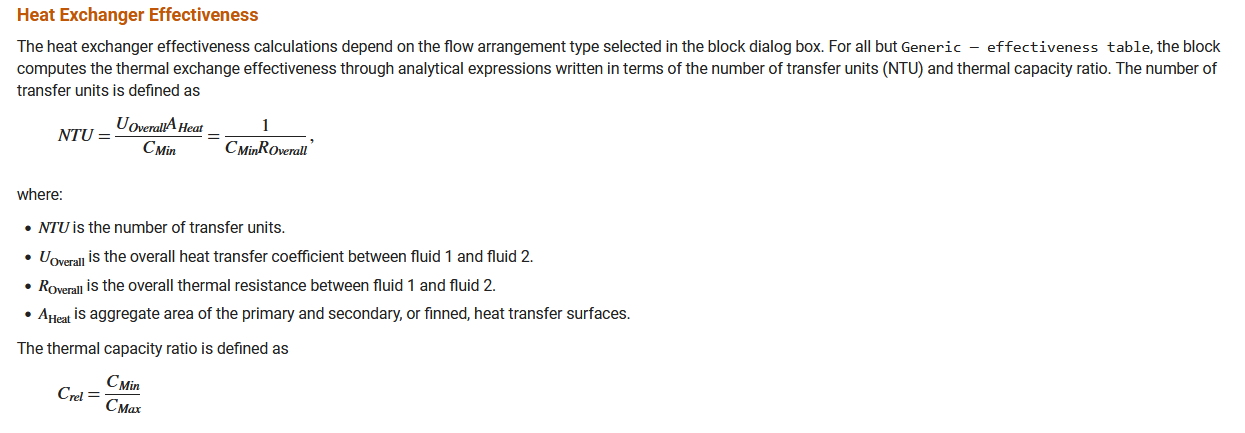 Heat Exchanger Effectiveness
The heat exchanger effectiveness calculations depend on the flow arrangement type selected in the block dialog box. For all but Generic — effectiveness table, the block
computes the thermal exchange effectiveness through analytical expressions written in terms of the number of transfer units (NTU) and thermal capacity ratio. The number of
transfer units is defined as
NTU = U_Overall A_Heat / C_Min = 1 / C_Min R_Overall ,
where:
• NTU is the number of transfer units.
• U_Overall is the overall heat transfer coefficient between fluid 1 and fluid 2.
• R_Overall is the overall thermal resistance between fluid 1 and fluid 2.
• A_Heat is aggregate area of the primary and secondary, or finned, heat transfer surfaces.
The thermal capacity ratio is defined as
C_rel = C_Min / C_Max